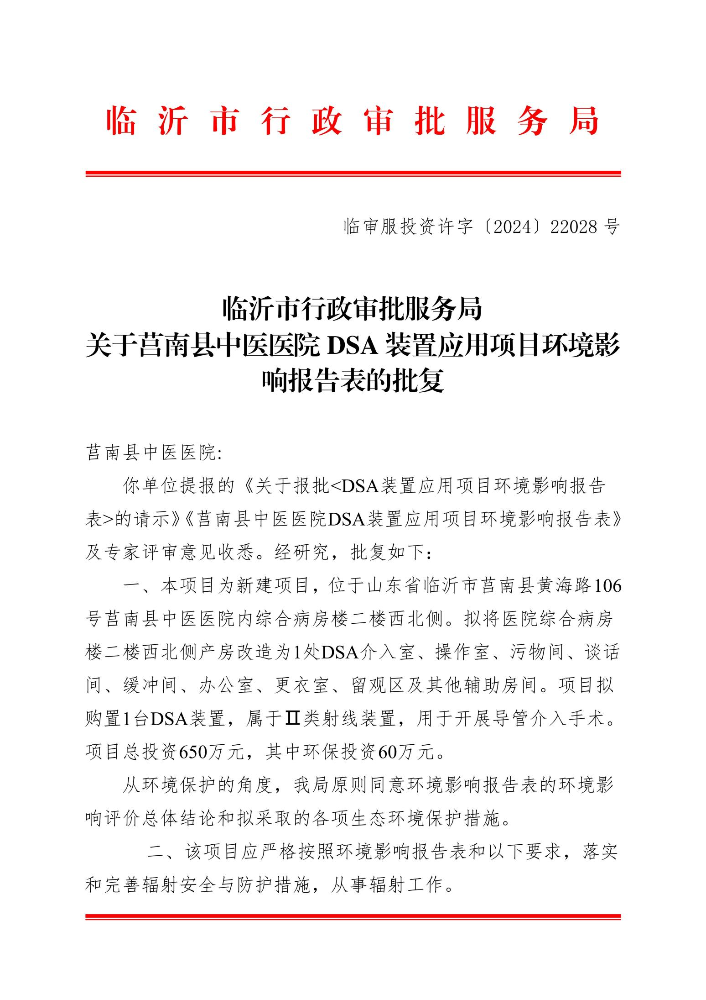 临沂市行政审批服务局
临审服投资许字〔2024〕22028 号
临沂市行政审批服务局
关于莒南县中医医院 DSA 装置应用项目环境影
响报告表的批复
莒南县中医医院:
你单位提报的《关于报批<DSA装置应用项目环境影响报告
表>的请示》《莒南县中医医院DSA装置应用项目环境影响报告表》
及专家评审意见收悉。经研究，批复如下：
一、本项目为新建项目，位于山东省临沂市莒南县黄海路106
号莒南县中医医院内综合病房楼二楼西北侧。拟将医院综合病房
楼二楼西北侧产房改造为1处DSA介入室、操作室、污物间、谈话
间、缓冲间、办公室、更衣室、留观区及其他辅助房间。项目拟
购置1台DSA装置，属于Ⅱ类射线装置，用于开展导管介入手术。
项目总投资650万元，其中环保投资60万元。
从环境保护的角度，我局原则同意环境影响报告表的环境影
响评价总体结论和拟采取的各项生态环境保护措施。
二、该项目应严格按照环境影响报告表和以下要求，落实
和完善辐射安全与防护措施，从事辐射工作。